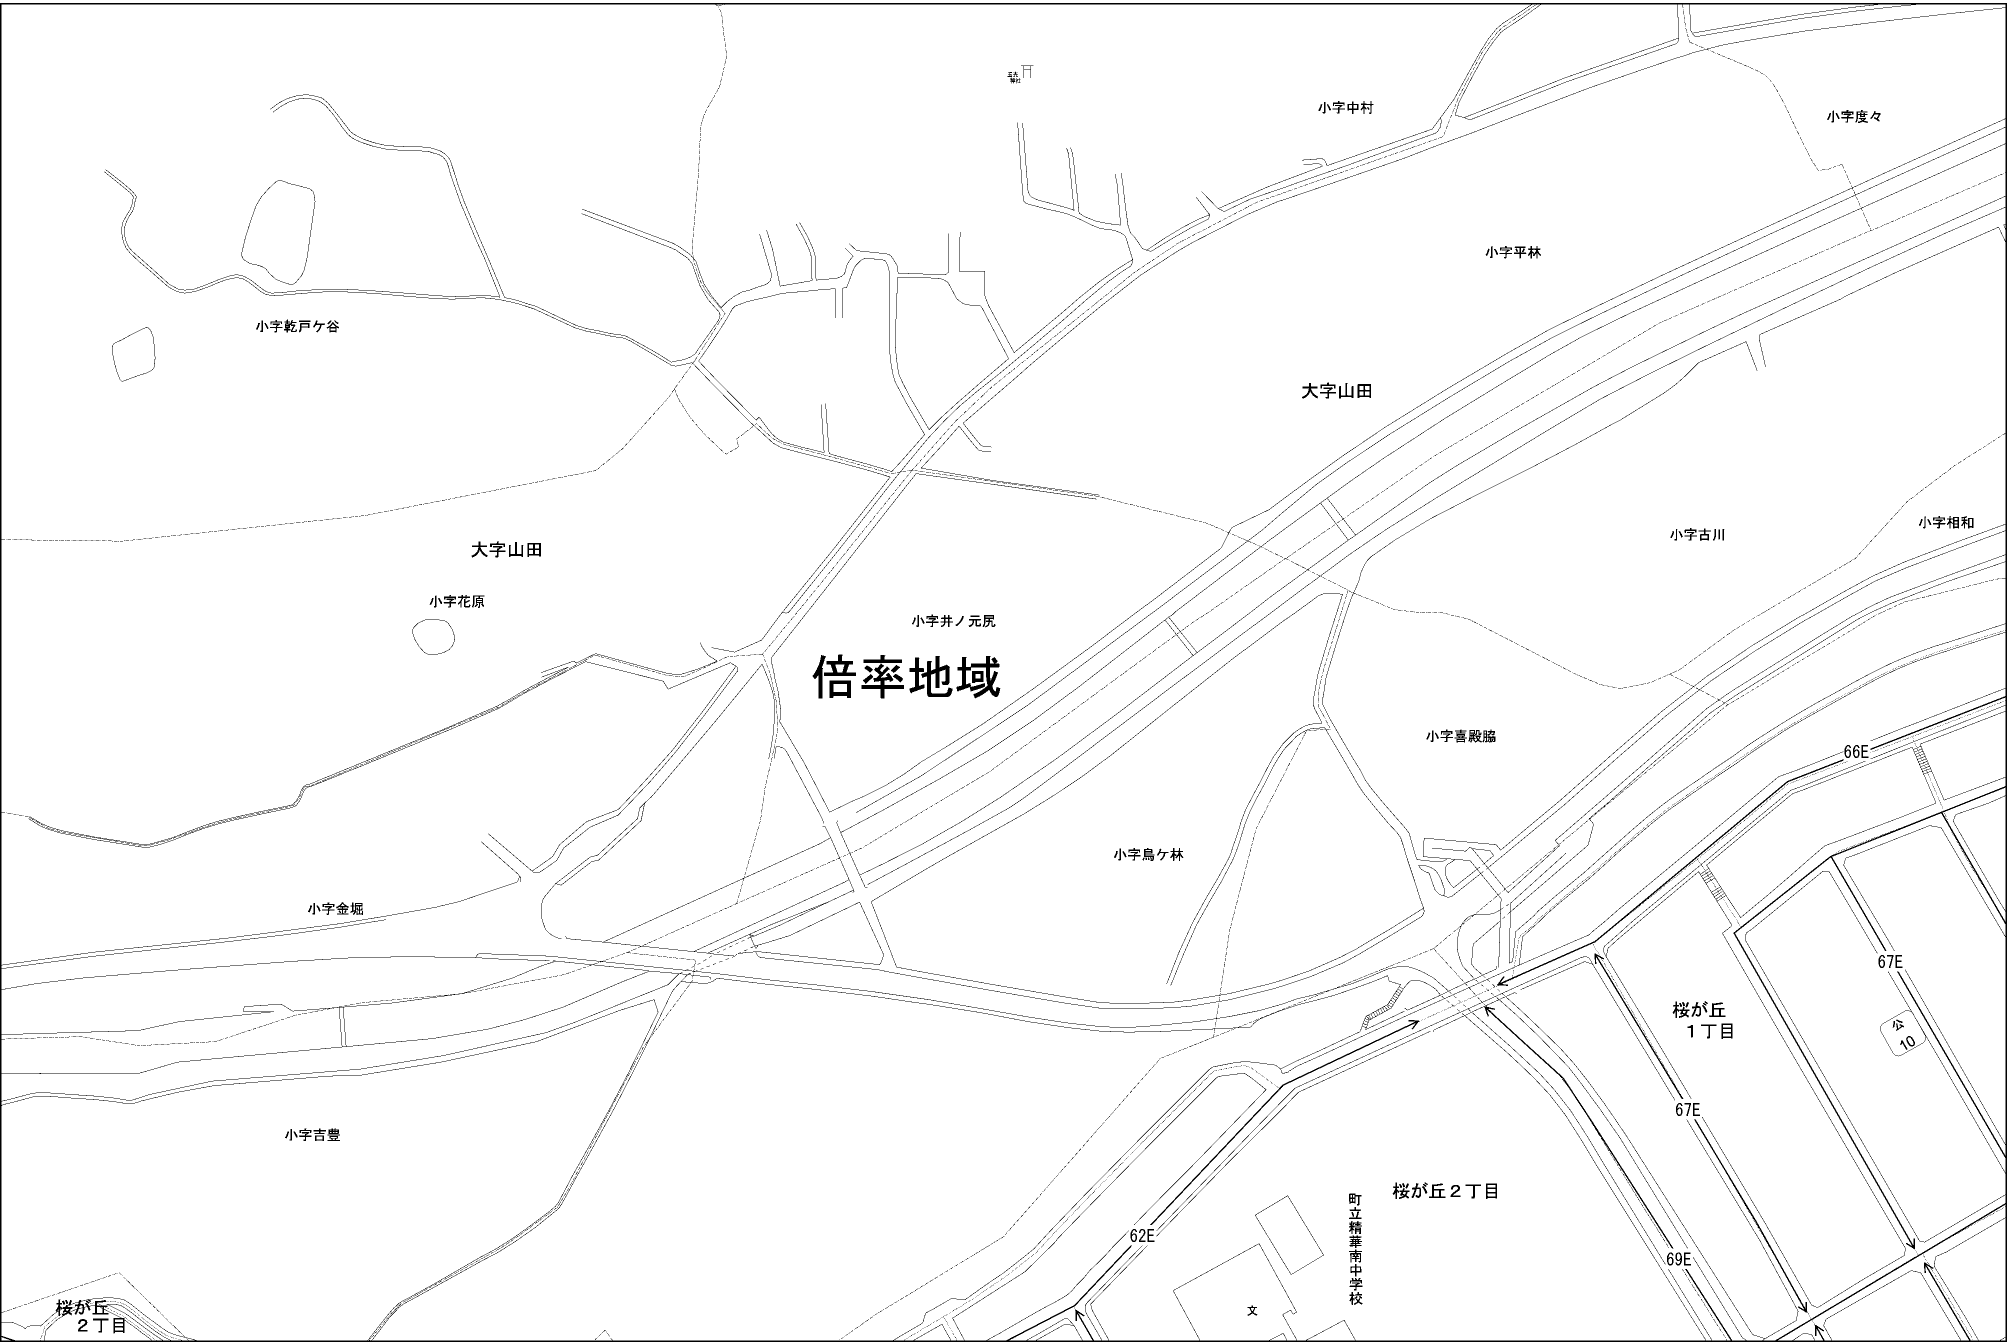 小字中村
小字度々
小字平林
小字乾戸ケ谷
大字山田
小字相和
小字古川
大字山田
小字花原
小字井ノ元尻
倍率地域
小字喜殿脇
66E
小字鳥ケ林
小字金堀
67E
桜が丘
1丁目
公
10
67E
小字吉豊
桜が丘2丁目
町立精華南中学校
62E
69E
文
桜が丘
2丁目